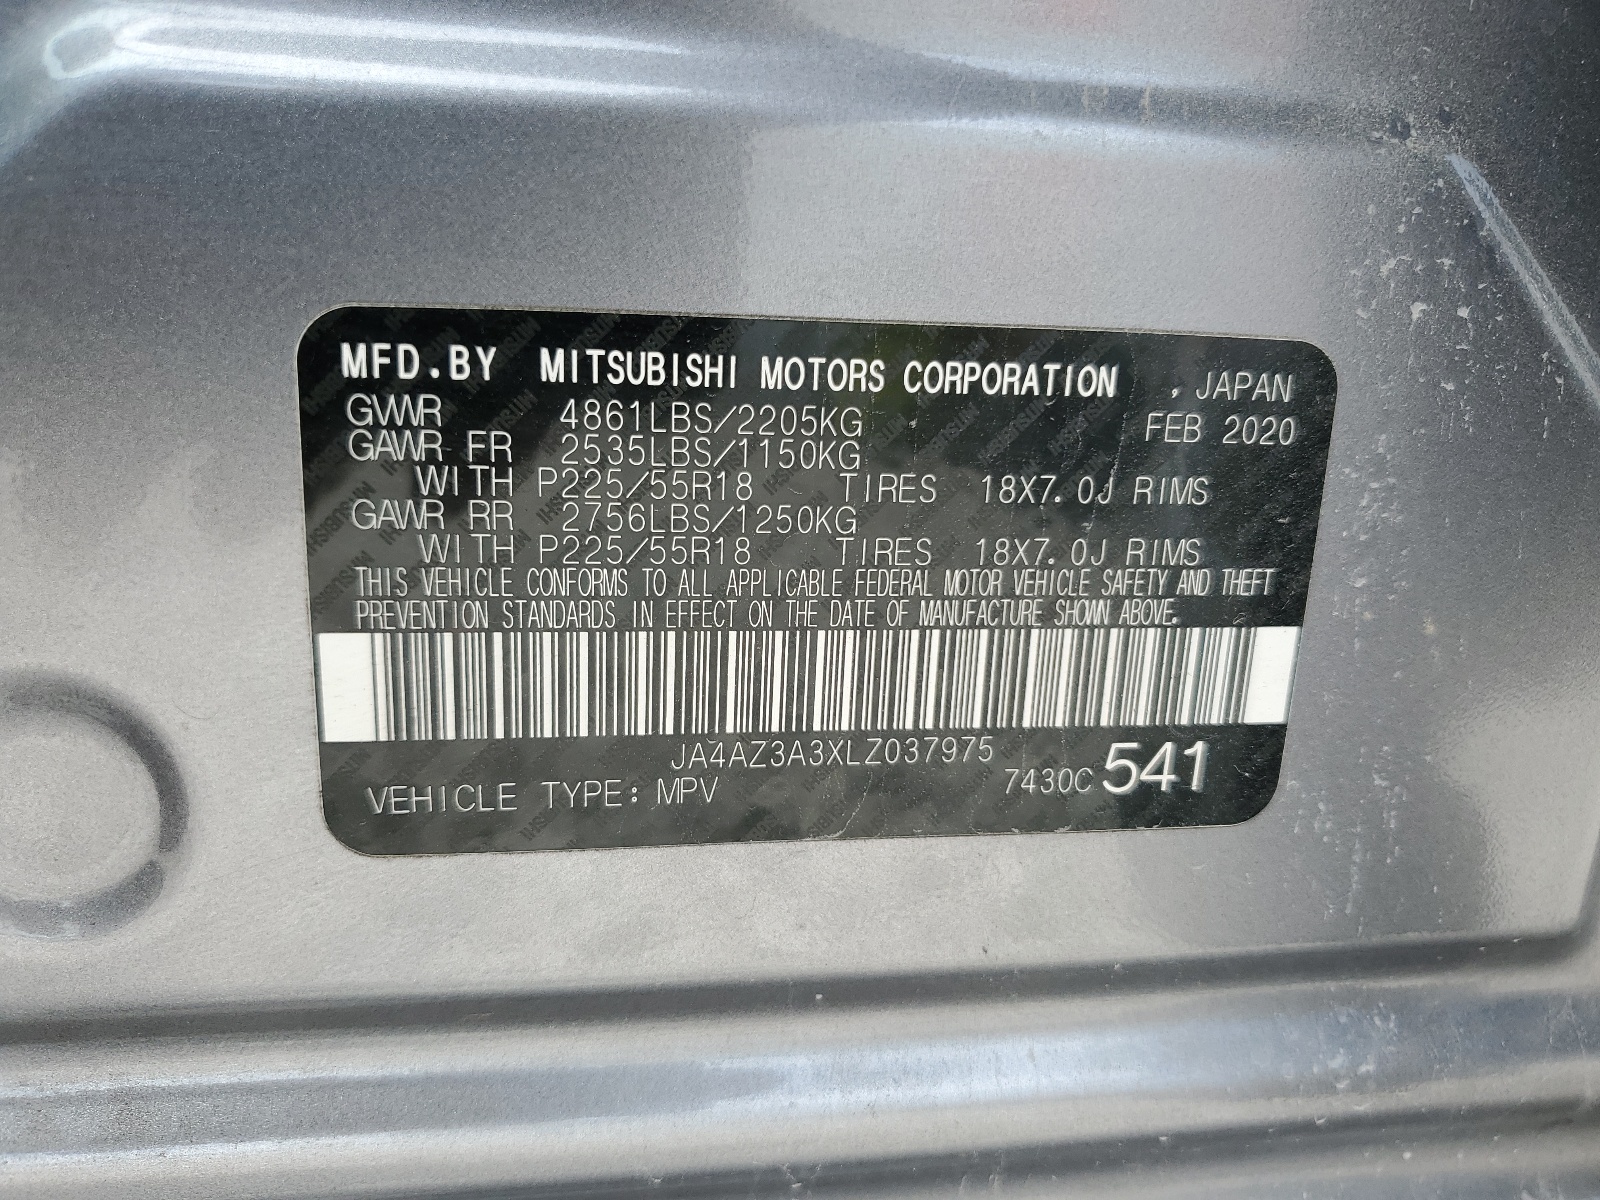 MFD.BY MITSUBISHI MOTORS CORPORATION , JAPAN
GVWR 4861LBS/2205KG FEB 2020
GAWR FR 2535LBS/1150KG
WITH P225/55R18 TIRES 18X7.0J RIMS
GAWR RR 2756LBS/1250KG
WITH P225/55R18 TIRES 18X7.0J RIMS
THIS VEHICLE CONFORMS TO ALL APPLICABLE FEDERAL MOTOR VEHICLE SAFETY AND THEFT
PREVENTION STANDARDS IN EFFECT ON THE DATE OF MANUFACTURE SHOWN ABOVE.
JA4AZ3A3XLZ037975
VEHICLE TYPE: MPV 7430C 541